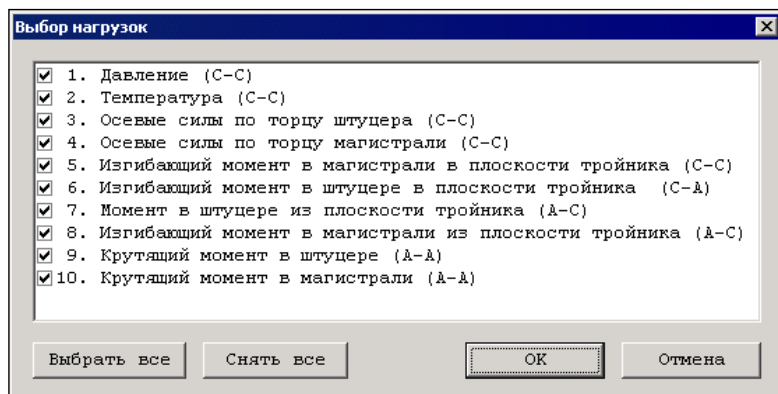 Выбор нагрузок
1. Давление (С-С)
2. Температура (С-С)
3. Осевые силы по торцу штуцера (С-С)
4. Осевые силы по торцу магистрали (С-С)
5. Изгибающий момент в магистрали в плоскости тройника (С-С)
6. Изгибающий момент в штуцере в плоскости тройника (С-А)
7. Момент в штуцере из плоскости тройника (А-С)
8. Изгибающий момент в магистрали из плоскости тройника (А-С)
9. Крутящий момент в штуцере (А-А)
10. Крутящий момент в магистрали (А-А)
Выбрать все Снять все OK Отмена